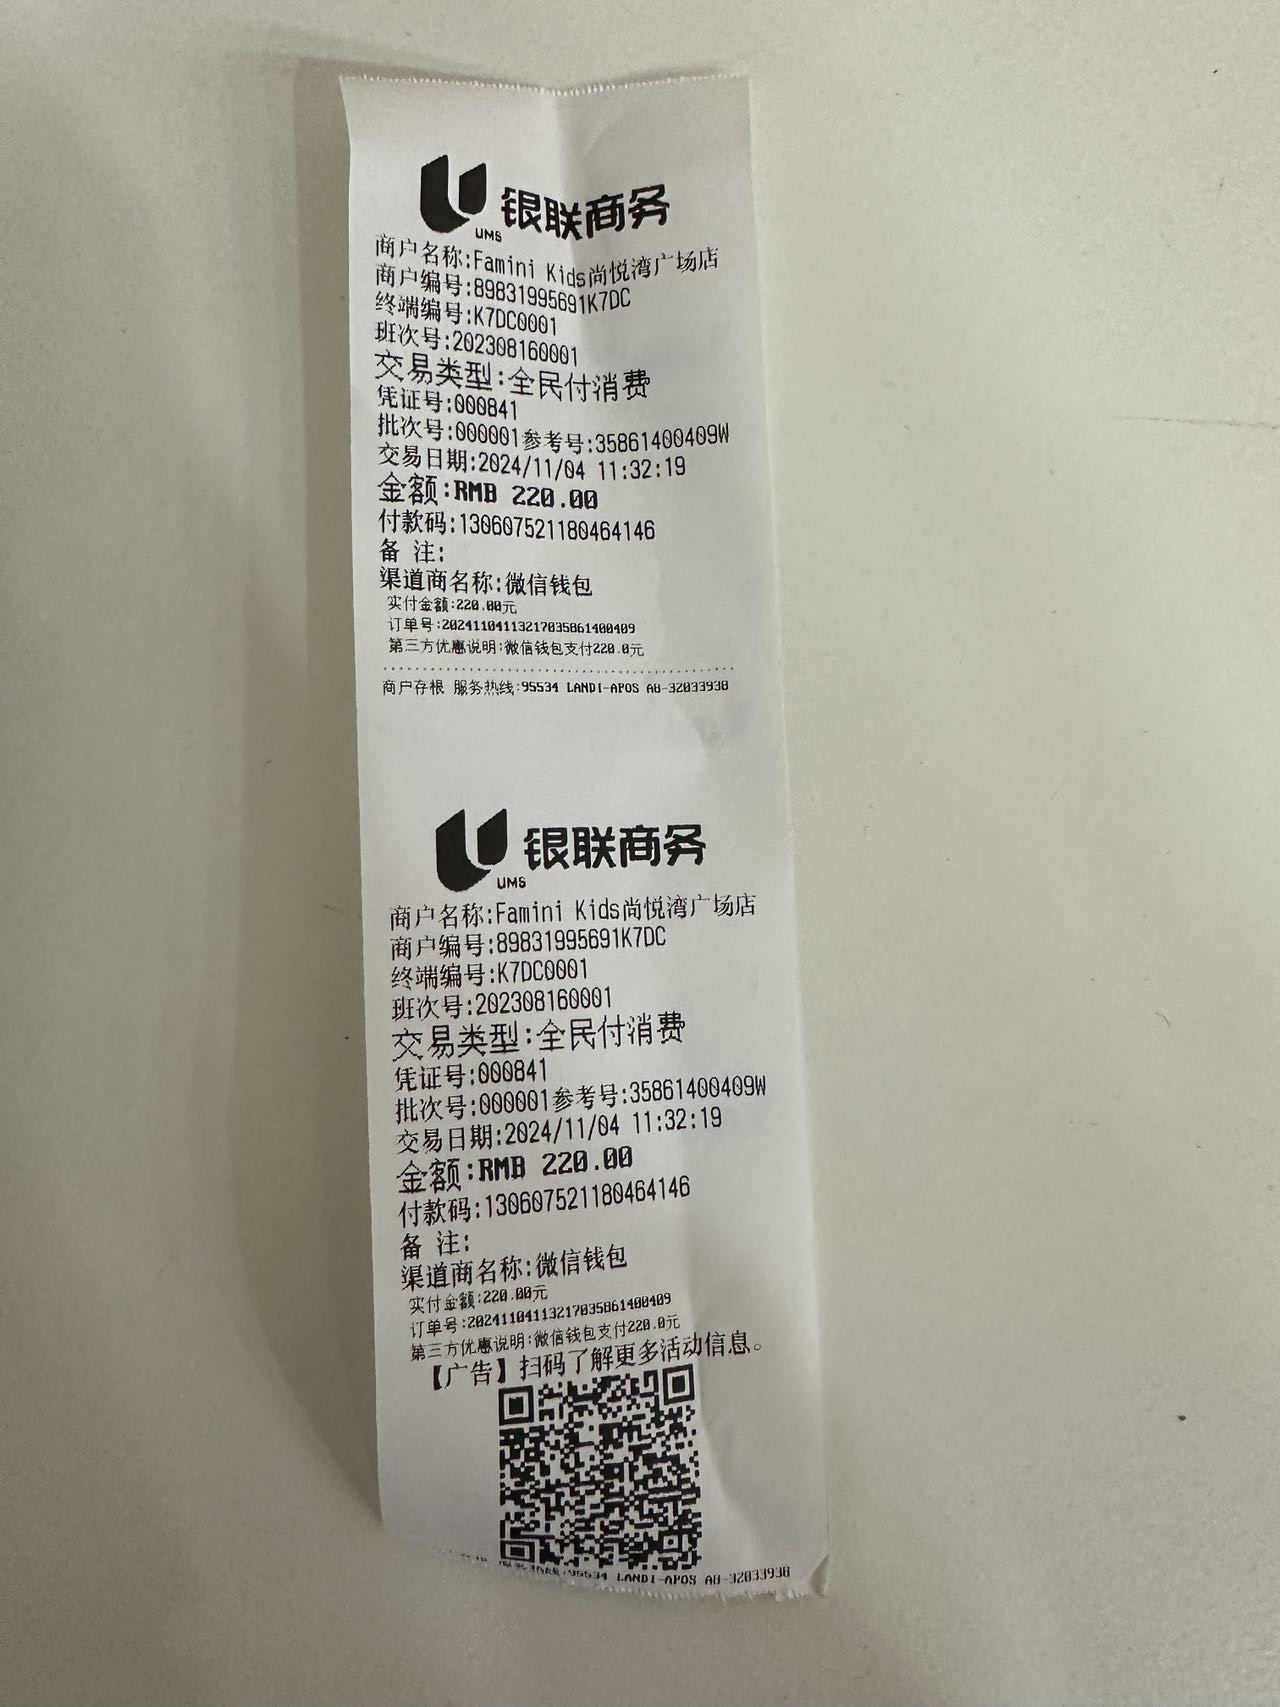 银联商务
UMS
商户名称:Famini Kids尚悦湾广场店
商户编号:89831995691K7DC
终端编号:K7DC0001
班次号:202308160001
交易类型:全民付消费
凭证号:000841
批次号:000001参考号:35861400409W
交易日期:2024/11/04 11:32:19
金额:RMB 220.00
付款码:130607521180464146
备 注:
渠道商名称:微信钱包
实付金额:220.00元
订单号:20241104113217035861400409
第三方优惠说明:微信钱包支付220.0元
商户存根 服务热线:95534 LANDI-APOS A8-32033938
银联商务
UMS
商户名称:Famini Kids尚悦湾广场店
商户编号:89831995691K7DC
终端编号:K7DC0001
班次号:202308160001
交易类型:全民付消费
凭证号:000841
批次号:000001参考号:35861400409W
交易日期:2024/11/04 11:32:19
金额:RMB 220.00
付款码:130607521180464146
备 注:
渠道商名称:微信钱包
实付金额:220.00元
订单号:20241104113217035861400409
第三方优惠说明:微信钱包支付220.0元
【广告】扫码了解更多活动信息。
服务热线:95534 LANDI-APOS A8-32033938